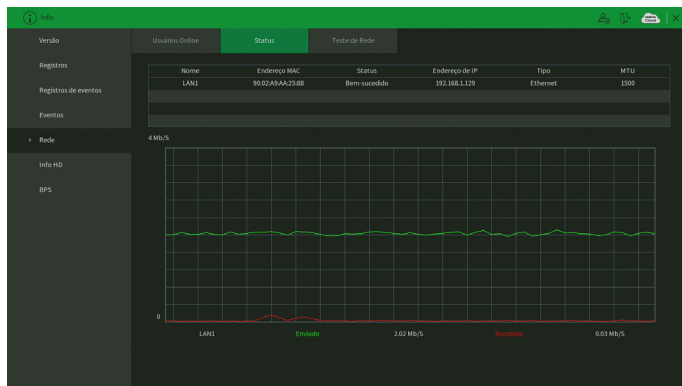 Info
Versão
Registros
Registros de eventos
Eventos
> Rede
Info HD
BPS
Usuários Online Status Teste de Rede
Nome Endereço MAC Status Endereço de IP Tipo MTU
LAN1 90:02:A9:AA:25:88 Bem-sucedido 192.168.1.129 Ethernet 1500
4 Mb/S
0
LAN1 Enviado 2.02 Mb/S Recebido 0.03 Mb/S